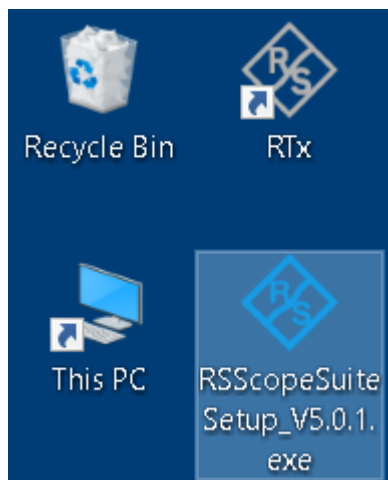 R S
R S
Recycle Bin
RTx
R S
This PC
RSScopeSuite
Setup_V5.0.1.
exe